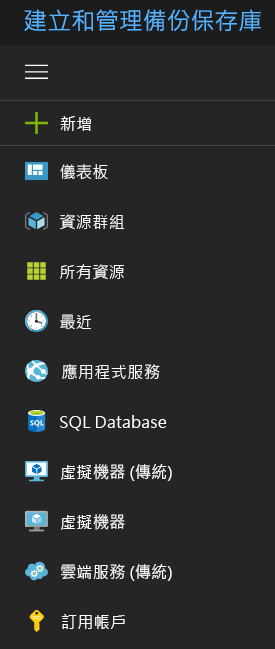 建立和管理備份保存庫
新增
儀表板
資源群組
所有資源
最近
應用程式服務
SQL
SQL Database
虛擬機器 (傳統)
虛擬機器
雲端服務 (傳統)
訂用帳戶